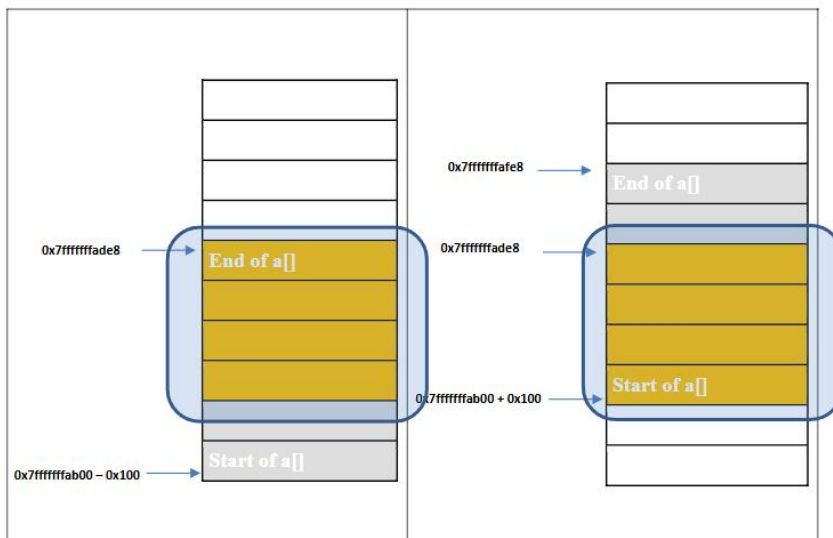 0x7fffffffade8
End of a[]
Start of a[]
0x7fffffffab00 – 0x100
0x7fffffffafe8
End of a[]
0x7fffffffade8
Start of a[]
0x7fffffffab00 + 0x100